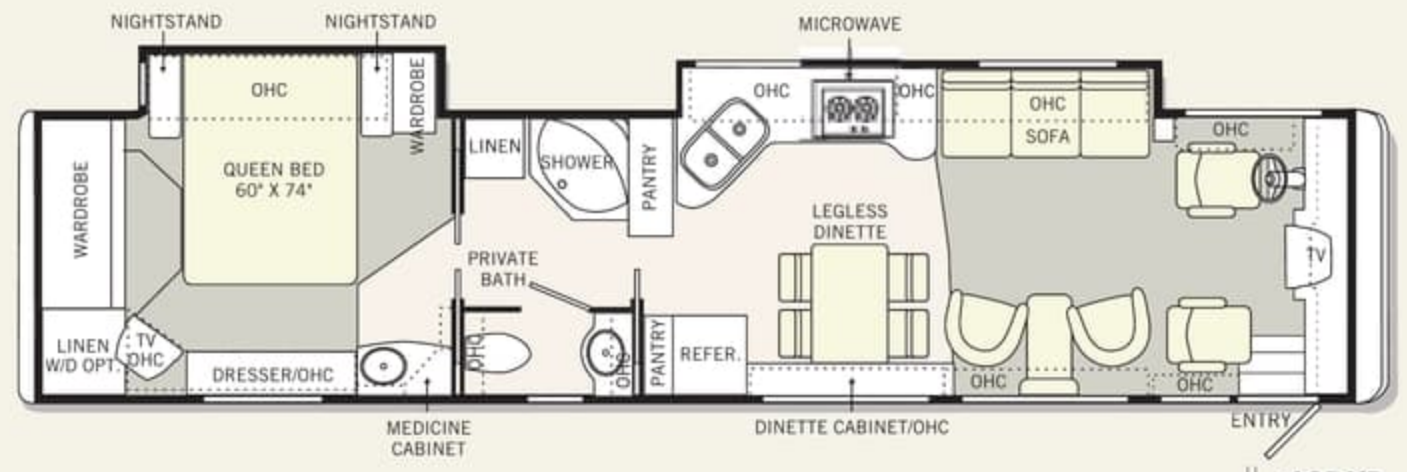 NIGHTSTAND
NIGHTSTAND
MICROWAVE
OHC
WARDROBE
OHC
OHC
OHC
SOFA
OHC
WARDROBE
QUEEN BED
60" X 74"
LINEN
SHOWER
PANTRY
LEGLESS
DINETTE
PRIVATE
BATH
TV
LINEN
W/D OPT.
TV
OHC
DRESSER/OHC
OHC
OHC
PANTRY
REFER.
OHC
OHC
MEDICINE
CABINET
DINETTE CABINET/OHC
ENTRY